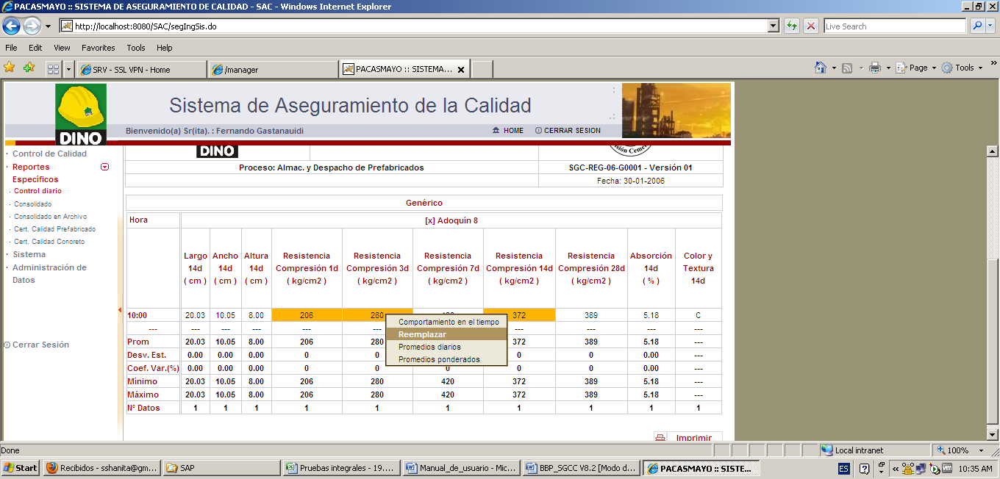 PACASMAYO :: SISTEMA DE ASEGURAMIENTO DE CALIDAD - SAC - Windows Internet Explorer
http://localhost:8080/SAC/segIngSis.do
Live Search
File Edit View Favorites Tools Help
SRV - SSL VPN - Home
/manager
PACASMAYO :: SISTEMA...
Page
Tools
DINO
Sistema de Aseguramiento de la Calidad
Bienvenido(a) Sr(ita). : Fernando Gastanauidi
HOME
CERRAR SESION
· Control de Calidad
· Reportes
Específicos
· Control diario
· Consolidado
· Consolidado en Archivo
· Cert. Calidad Prefabricado
· Cert. Calidad Concreto
· Sistema
· Administración de
Datos
Cerrar Sesión
DINO
Proceso: Almac. y Despacho de Prefabricados
SGC-REG-06-G0001 - Versión 01
Fecha: 30-01-2006
Genérico
Hora
[x] Adoquín 8
Largo Ancho Altura Resistencia Resistencia Resistencia Resistencia Resistencia Absorción Color y
14d 14d 14d Compresión 1d Compresión 3d Compresión 7d Compresión 14d Compresión 28d 14d Textura
( cm ) ( cm ) ( cm ) ( kg/cm2 ) ( kg/cm2 ) ( kg/cm2 ) ( kg/cm2 ) ( kg/cm2 ) ( % ) 14d
10:00 20.03 10.05 8.00 206 280 372 389 5.18 C
--- --- --- --- --- --- --- --- --- ---
Prom 20.03 10.05 8.00 206 280 372 389 5.18 ---
Desv. Est. 0.00 0.00 0.00 0 0 0 0 0.00 ---
Coef. Var.(%) 0.00 0.00 0.00 0 0 0 0 0 0.00 ---
Mínimo 20.03 10.05 8.00 206 280 420 372 389 5.18 ---
Máximo 20.03 10.05 8.00 206 280 420 372 389 5.18 ---
Nº Datos 1 1 1 1 1 1 1 1 1 1
Comportamiento en el tiempo
Reemplazar
Promedios diarios
Promedios ponderados
Imprimir
Done
Local intranet
100%
Start
Recibidos - sshanita@gm...
SAP
Pruebas integrales - 19....
Manual_de_usuario - Mic...
BBP_SGCC V8.2 [Modo d...
PACASMAYO :: SISTE...
ES
10:35 AM